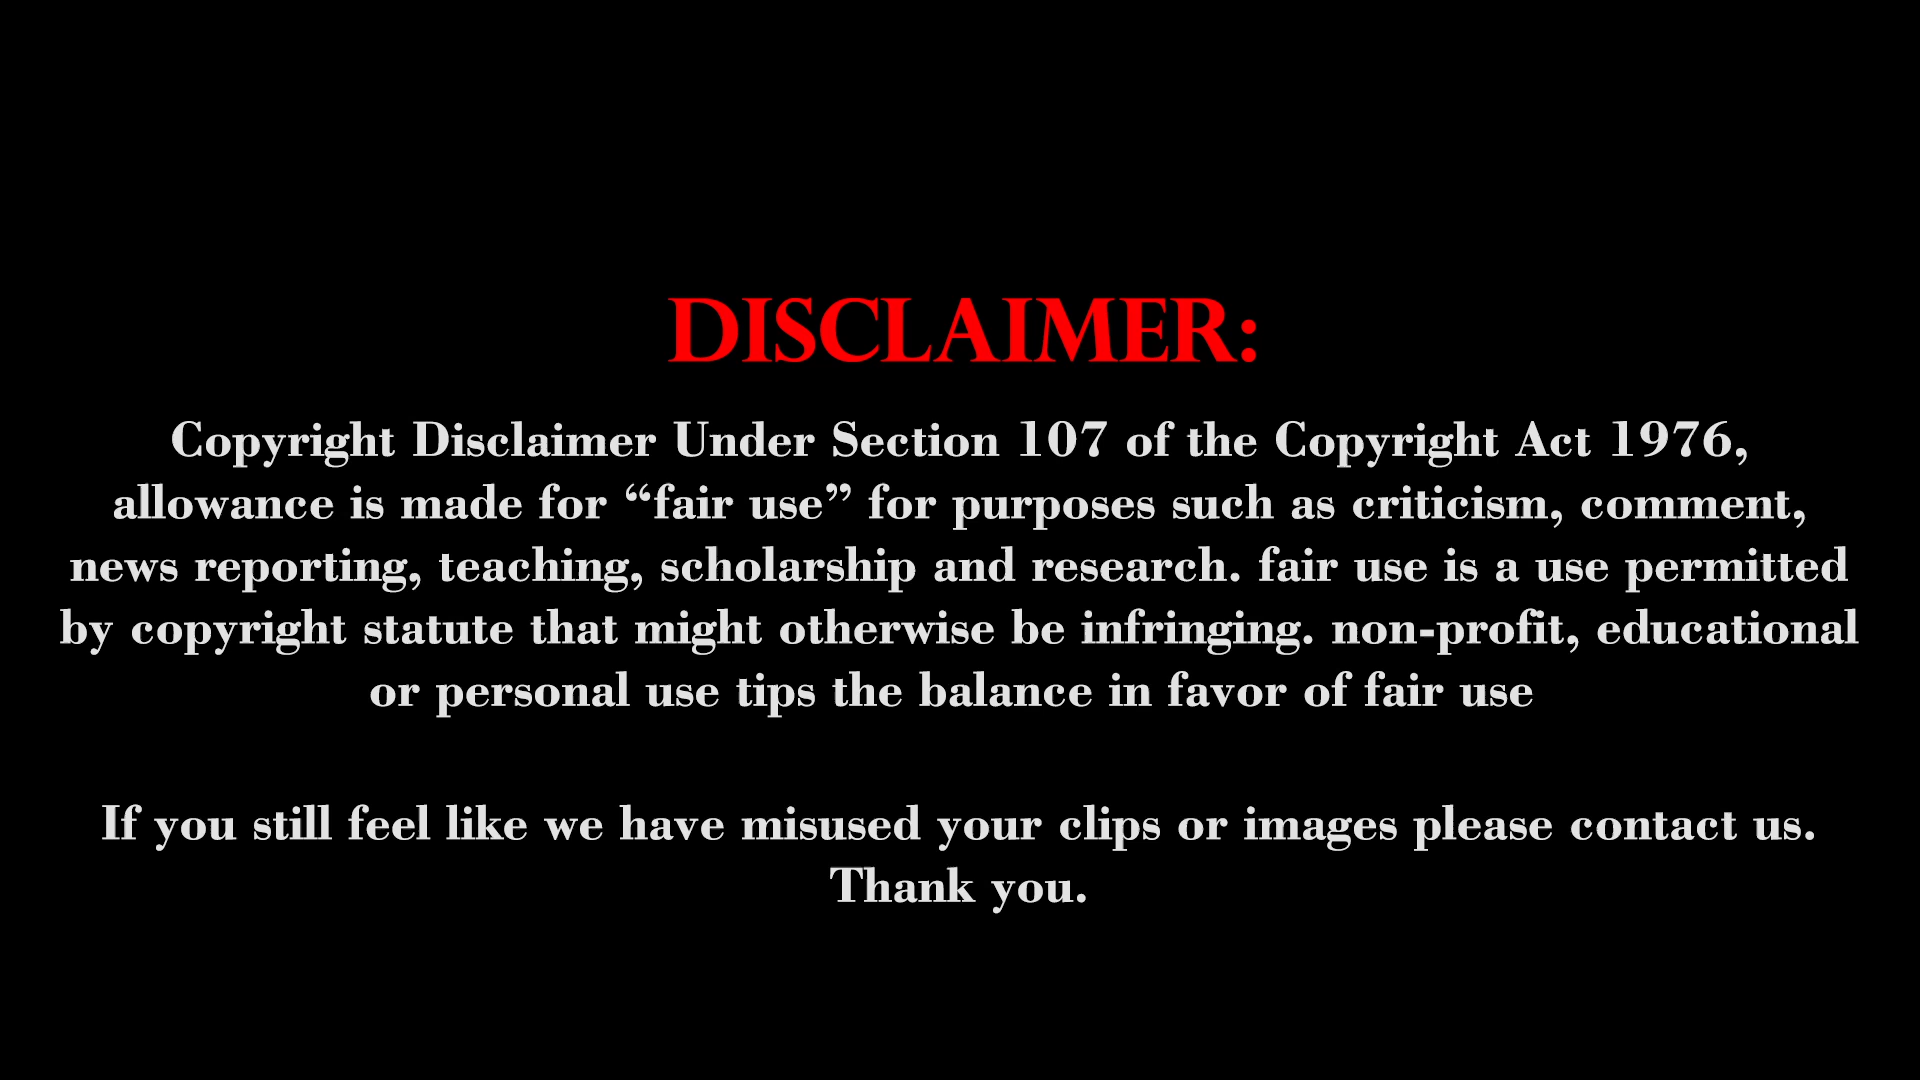 DISCLAIMER:
Copyright Disclaimer Under Section 107 of the Copyright Act 1976,
allowance is made for “fair use” for purposes such as criticism, comment,
news reporting, teaching, scholarship and research. fair use is a use permitted
by copyright statute that might otherwise be infringing. non-profit, educational
or personal use tips the balance in favor of fair use
If you still feel like we have misused your clips or images please contact us.
Thank you.